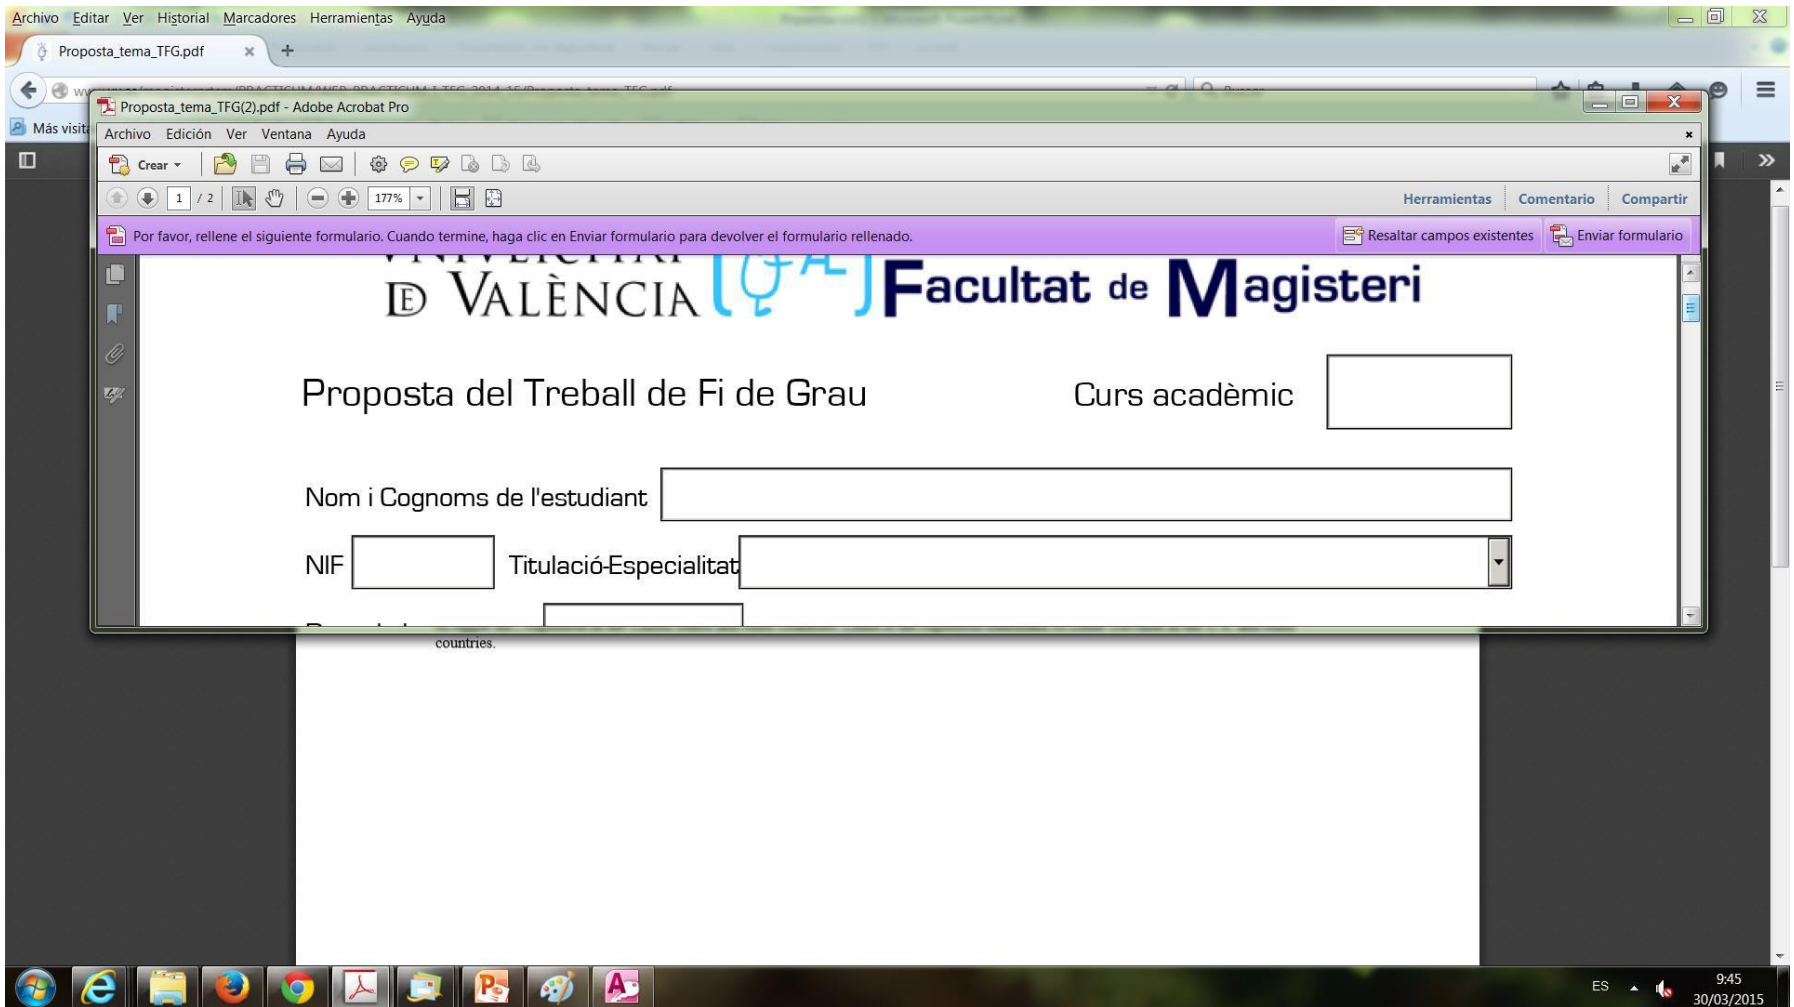 Archivo Editar Ver Historial Marcadores Herramientas Ayuda
Proposta_tema_TFG.pdf
Proposta_tema_TFG(2).pdf - Adobe Acrobat Pro
Más visit
Archivo Edición Ver Ventana Ayuda
Crear
1 / 2 177%
Herramientas Comentario Compartir
Por favor, rellene el siguiente formulario. Cuando termine, haga clic en Enviar formulario para devolver el formulario rellenado.
Resaltar campos existentes Enviar formulario
DE VALÈNCIA Facultat de Magisteri
Proposta del Treball de Fi de Grau Curs acadèmic
Nom i Cognoms de l'estudiant
NIF Titulació-Especialitat
countries.
ES 9:45
30/03/2015